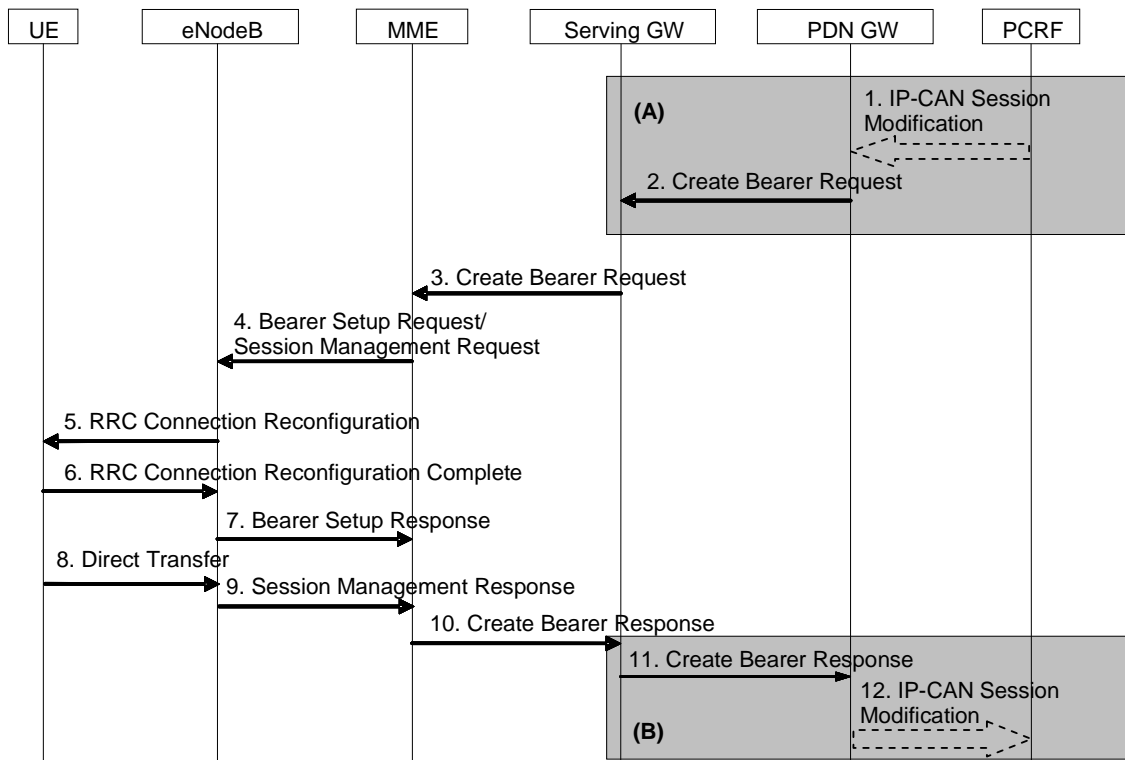 UE
eNodeB
MME
Serving GW
PDN GW
PCRF
(A)
1. IP-CAN Session
Modification
2. Create Bearer Request
3. Create Bearer Request
4. Bearer Setup Request/
Session Management Request
5. RRC Connection Reconfiguration
6. RRC Connection Reconfiguration Complete
7. Bearer Setup Response
8. Direct Transfer
9. Session Management Response
10. Create Bearer Response
11. Create Bearer Response
12. IP-CAN Session
Modification
(B)